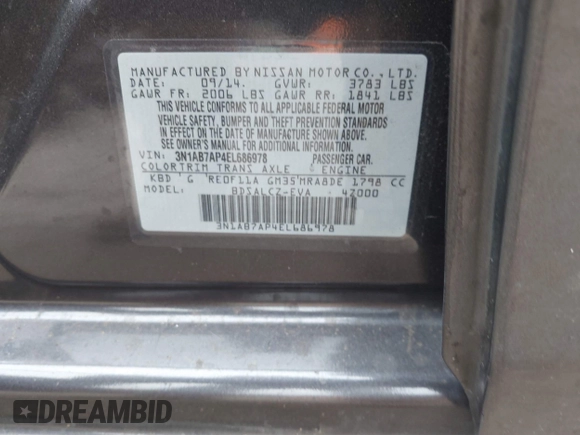 MANUFACTURED BY NISSAN MOTOR CO., LTD.
DATE: 09/14. GVWR: 3783 LBS
GAWR FR: 2006 LBS GAWR RR: 1841 LBS
THIS VEHICLE CONFORMS TO ALL APPLICABLE FEDERAL MOTOR
VEHICLE SAFETY, BUMPER AND THEFT PREVENTION
STANDARDS IN EFFECT ON THE DATE OF MANUFACTURE SHOWN ABOVE.
SEE OWNER'S MANUAL FOR ADDITIONAL INFORMATION.
VIN: 3N1AB7AP4EL686978 PASSENGER CAR.
COLOR TRIM TRANS AXLE ENGINE
KBD G RE0F11A GM35 MRA8DE 1798 CC
MODEL: BDSALCZ-EVA 4Z000
3N1AB7AP4EL686978
DREAMBID